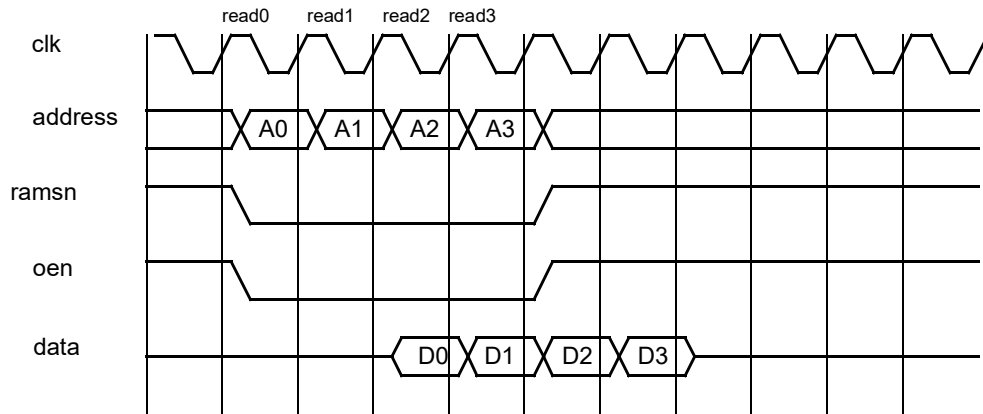 read0 read1 read2 read3
clk
address A0 A1 A2 A3
ramsn
oen
data D0 D1 D2 D3